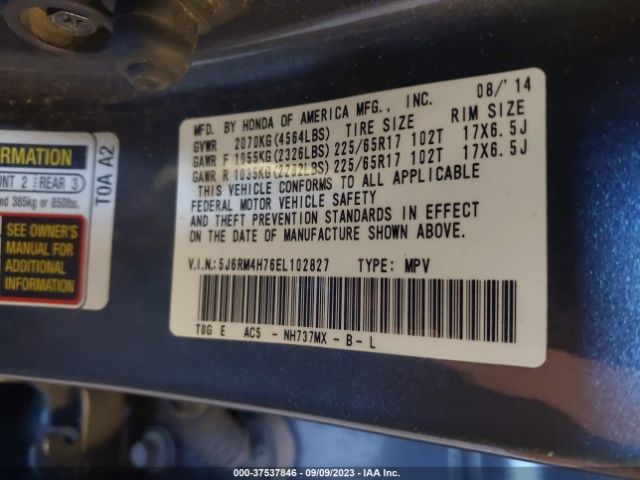 08/'14
MFD. BY HONDA OF AMERICA MFG., INC.
GVWR 2070KG(4564LBS) TIRE SIZE RIM SIZE
GAWR F 1055KG(2326LBS) 225/65R17 102T 17X6.5J
GAWR R 1035KG(2282LBS) 225/65R17 102T 17X6.5J
THIS VEHICLE CONFORMS TO ALL APPLICABLE
FEDERAL MOTOR VEHICLE SAFETY
AND THEFT PREVENTION STANDARDS IN EFFECT
ON THE DATE OF MANUFACTURE SHOWN ABOVE.
V.I.N.:5J6RM4H76EL102827 TYPE: MPV
T0G E AC5 - NH737MX - B - L
RMATION
NT 2 REAR 3
ed 385kg or 850lbs.
SEE OWNER'S
MANUAL FOR
ADDITIONAL
INFORMATION
T0A A2
000-37537846 - 09/09/2023 - IAA Inc.